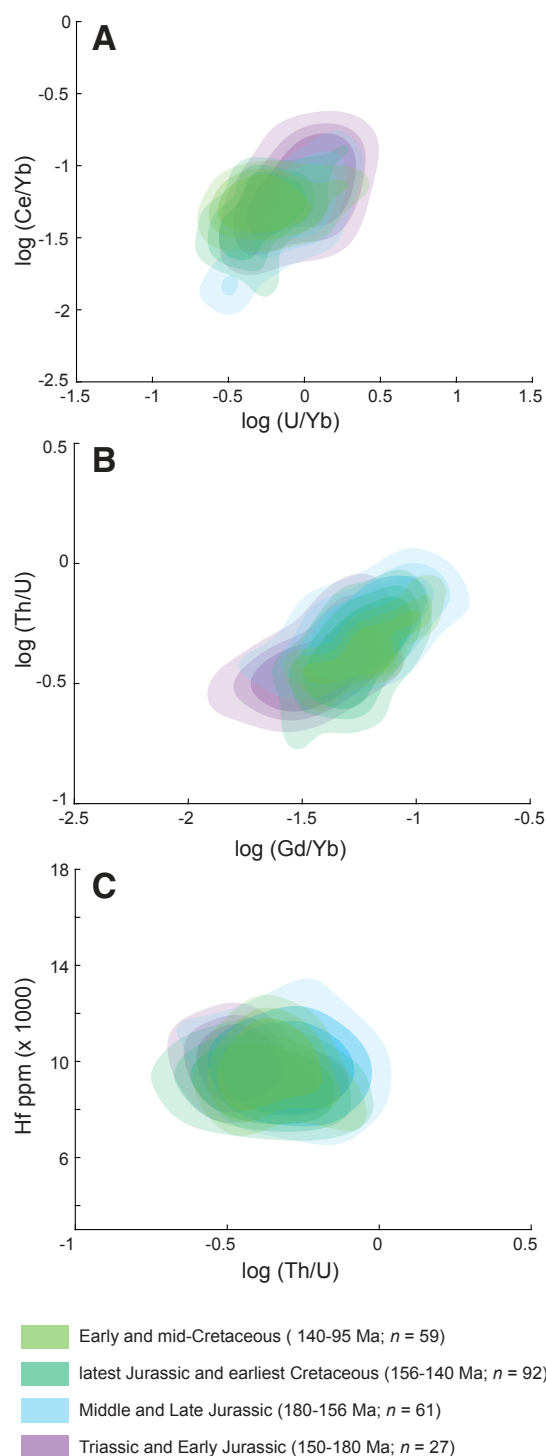 A
0
-0.5
-1
-1.5
-2
-2.5
log (Ce/Yb)
-1.5 -1 -0.5 0 0.5 1 1.5
log (U/Yb)
B
0.5
0
-0.5
-1
log (Th/U)
-2.5 -2 -1.5 -1 -0.5
log (Gd/Yb)
C
18
14
10
6
Hf ppm (x 1000)
-1 -0.5 0 0.5
log (Th/U)
Early and mid-Cretaceous ( 140-95 Ma; n = 59)
latest Jurassic and earliest Cretaceous (156-140 Ma; n = 92)
Middle and Late Jurassic (180-156 Ma; n = 61)
Triassic and Early Jurassic (150-180 Ma; n = 27)